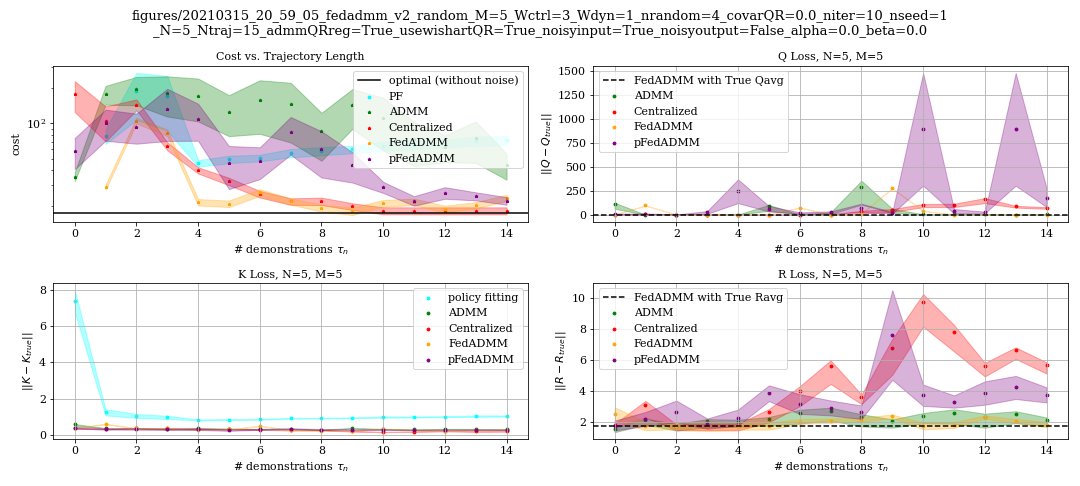 figures/20210315_20_59_05_fedadmm_v2_random_M=5_Wctrl=3_Wdyn=1_nrandom=4_covarQR=0.0_niter=10_nseed=1
_N=5_Ntraj=15_admmQRreg=True_usewishartQR=True_noisyinput=True_noisyoutput=False_alpha=0.0_beta=0.0
Cost vs. Trajectory Length
cost
10²
optimal (without noise)
PF
ADMM
Centralized
FedADMM
pFedADMM
0 2 4 6 8 10 12 14
# demonstrations τₙ
Q Loss, N=5, M=5
||Q − Q_true||
1500
1250
1000
750
500
250
0
FedADMM with True Qavg
ADMM
Centralized
FedADMM
pFedADMM
0 2 4 6 8 10 12 14
# demonstrations τₙ
K Loss, N=5, M=5
||K − K_true||
8
6
4
2
0
policy fitting
ADMM
Centralized
FedADMM
pFedADMM
0 2 4 6 8 10 12 14
# demonstrations τₙ
R Loss, N=5, M=5
||R − R_true||
10
8
6
4
2
FedADMM with True Ravg
ADMM
Centralized
FedADMM
pFedADMM
0 2 4 6 8 10 12 14
# demonstrations τₙ